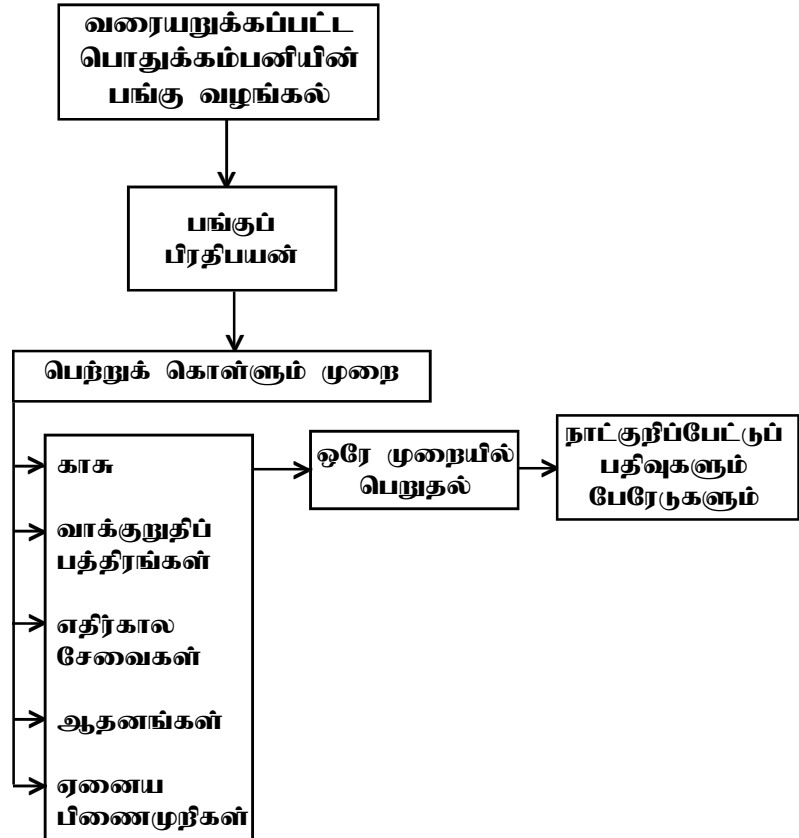 வரையறுக்கப்பட்ட
பொதுக்கம்பனியின்
பங்கு வழங்கல்
பங்குப்
பிரதிபயன்
பெற்றுக் கொள்ளும் முறை
காசு
வாக்குறுதிப்
பத்திரங்கள்
எதிர்கால
சேவைகள்
ஆதனங்கள்
ஏனைய
பிணைமுறிகள்
ஒரே முறையில்
பெறுதல்
நாட்குறிப்பேட்டுப்
பதிவுகளும்
பேரேடுகளும்